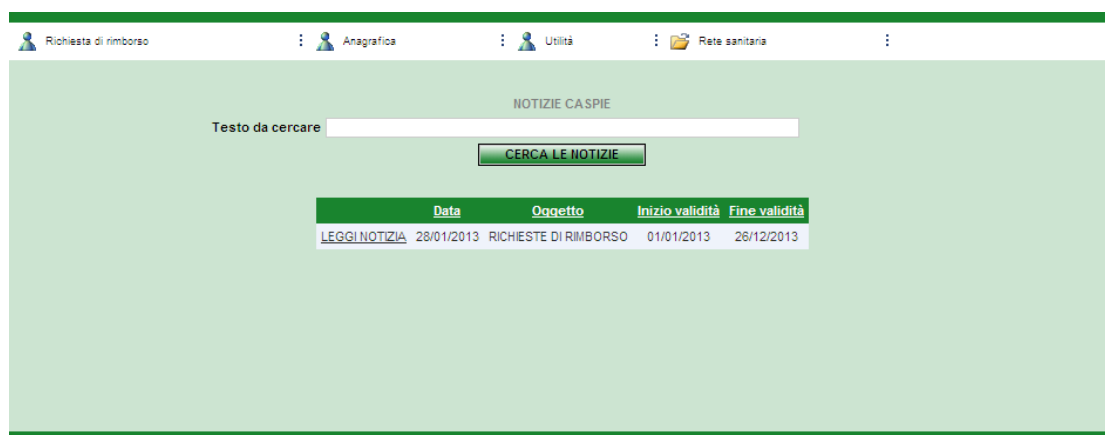 Richiesta di rimborso Anagrafica Utilità Rete sanitaria
NOTIZIE CASPIE
Testo da cercare
CERCA LE NOTIZIE
Data Oggetto Inizio validità Fine validità
LEGGI NOTIZIA 28/01/2013 RICHIESTE DI RIMBORSO 01/01/2013 26/12/2013